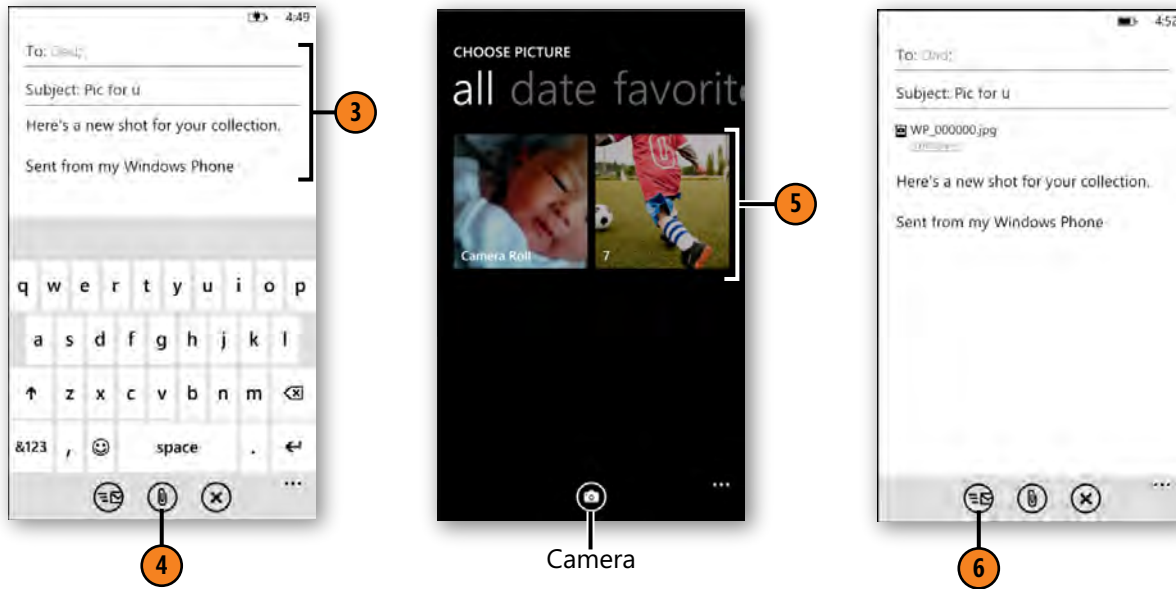 4:49
To: Dad;
Subject: Pic for u
Here's a new shot for your collection.
Sent from my Windows Phone
3
q w e r t y u i o p
a s d f g h j k l
z x c v b n m
&123 , space .
4
CHOOSE PICTURE
all date favorit
Camera Roll
7
5
Camera
4:52
To: Dad;
Subject: Pic for u
WP_000000.jpg
Here's a new shot for your collection.
Sent from my Windows Phone
6